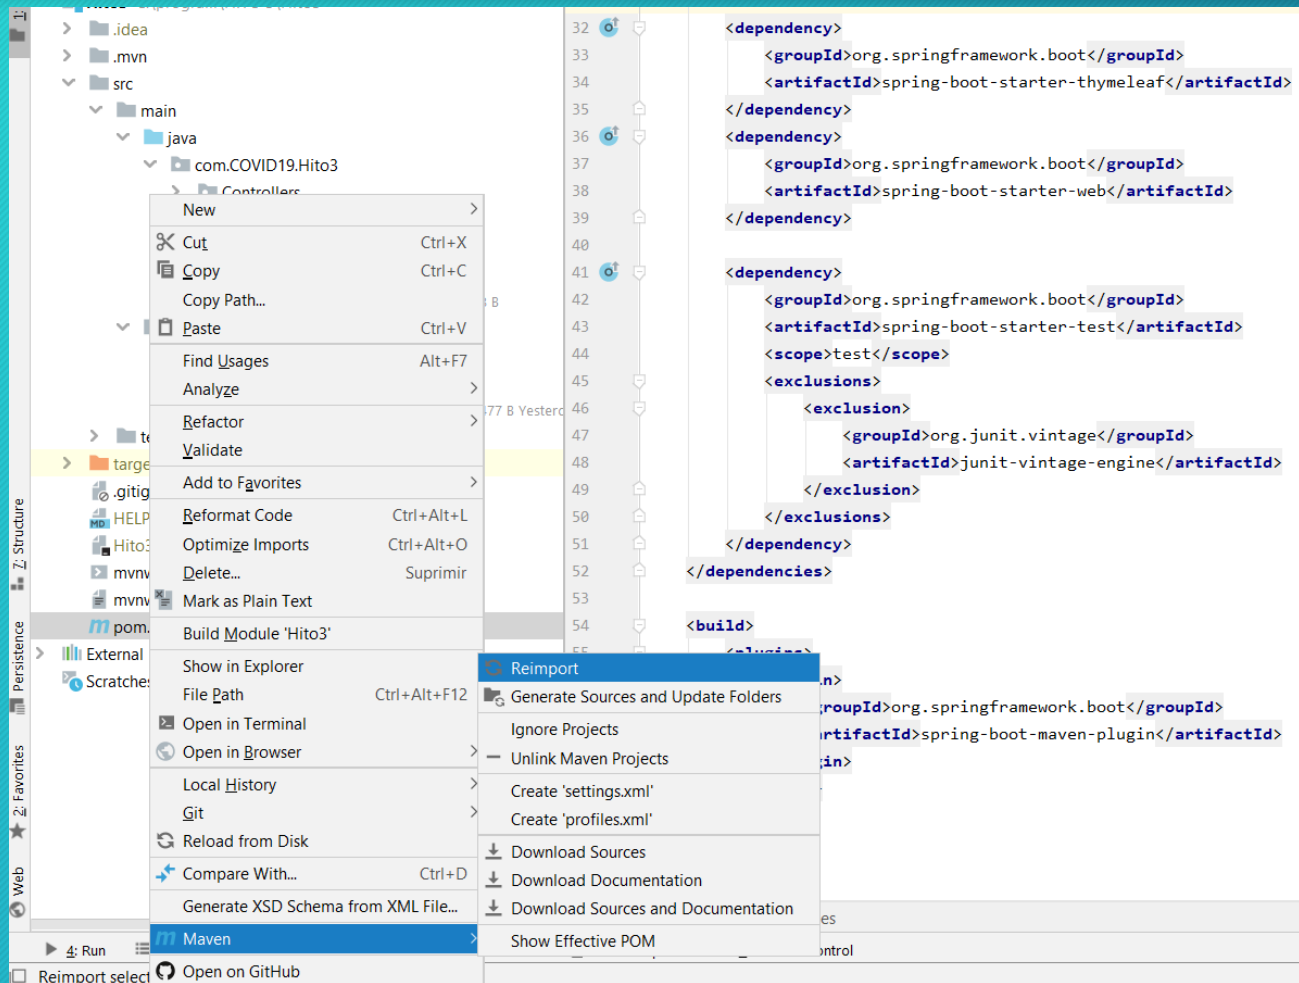 .idea
.mvn
src
main
java
com.COVID19.Hito3
Controllers
New
Cut Ctrl+X
Copy Ctrl+C
Copy Path...
B
Paste Ctrl+V
Find Usages Alt+F7
Analyze
Refactor
77 B
Validate
Add to Favorites
Reformat Code Ctrl+Alt+L
Optimize Imports Ctrl+Alt+O
Delete... Suprimir
Mark as Plain Text
Build Module 'Hito3'
Show in Explorer
File Path Ctrl+Alt+F12
Open in Terminal
Open in Browser
Local History
Git
Reload from Disk
Compare With... Ctrl+D
Generate XSD Schema from XML File...
Maven
Open on GitHub
.gitig
HELP
Hito3
mvnw
mvnw
pom.
External
Scratches
Reimport
Generate Sources and Update Folders
Ignore Projects
Unlink Maven Projects
Create 'settings.xml'
Create 'profiles.xml'
Download Sources
Download Documentation
Download Sources and Documentation
Show Effective POM
32 <dependency>
33 <groupId>org.springframework.boot</groupId>
34 <artifactId>spring-boot-starter-thymeleaf</artifactId>
35 </dependency>
36 <dependency>
37 <groupId>org.springframework.boot</groupId>
38 <artifactId>spring-boot-starter-web</artifactId>
39 </dependency>
40
41 <dependency>
42 <groupId>org.springframework.boot</groupId>
43 <artifactId>spring-boot-starter-test</artifactId>
44 <scope>test</scope>
45 <exclusions>
46 <exclusion>
47 <groupId>org.junit.vintage</groupId>
48 <artifactId>junit-vintage-engine</artifactId>
49 </exclusion>
50 </exclusions>
51 </dependency>
52 </dependencies>
53
54 <build>
55 <plugins>
in>
groupId>org.springframework.boot</groupId>
artifactId>spring-boot-maven-plugin</artifactId>
gin>
es
ontrol
7: Structure
Persistence
2: Favorites
Web
4: Run
Reimport select